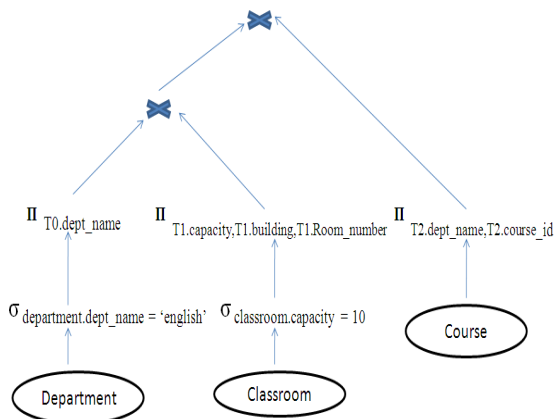 Π T0.dept_name
Π T1.capacity,T1.building,T1.Room_number
Π T2.dept_name,T2.course_id
σ department.dept_name = ‘english’
σ classroom.capacity = 10
Course
Department
Classroom